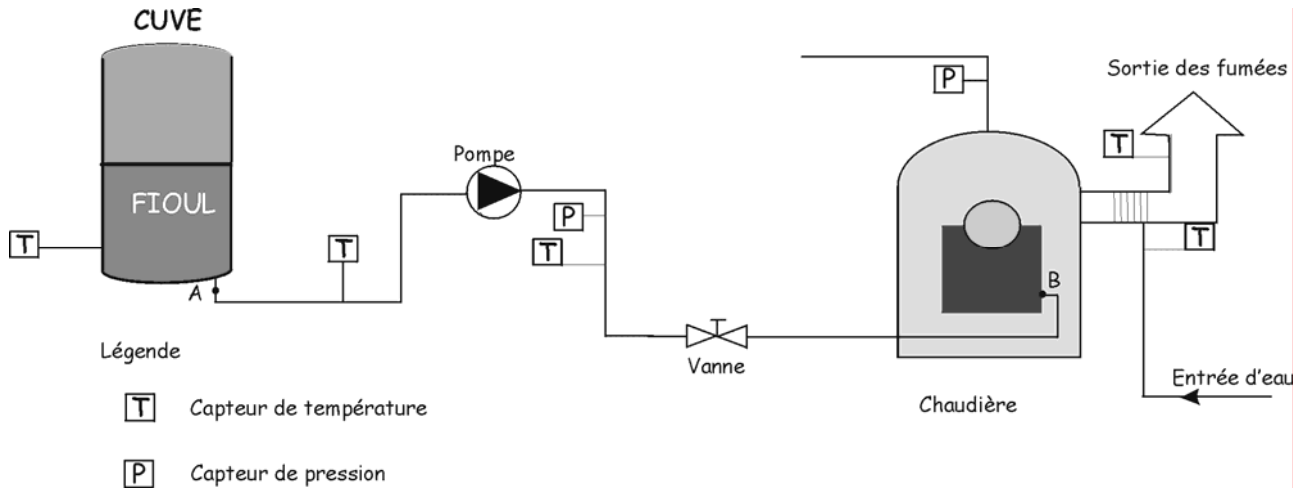 CUVE
P
Sortie des fumées
T
Pompe
FIOUL
P
T
T
T
T
A
B
Vanne
Entrée d'eau
Chaudière
Légende
T Capteur de température
P Capteur de pression